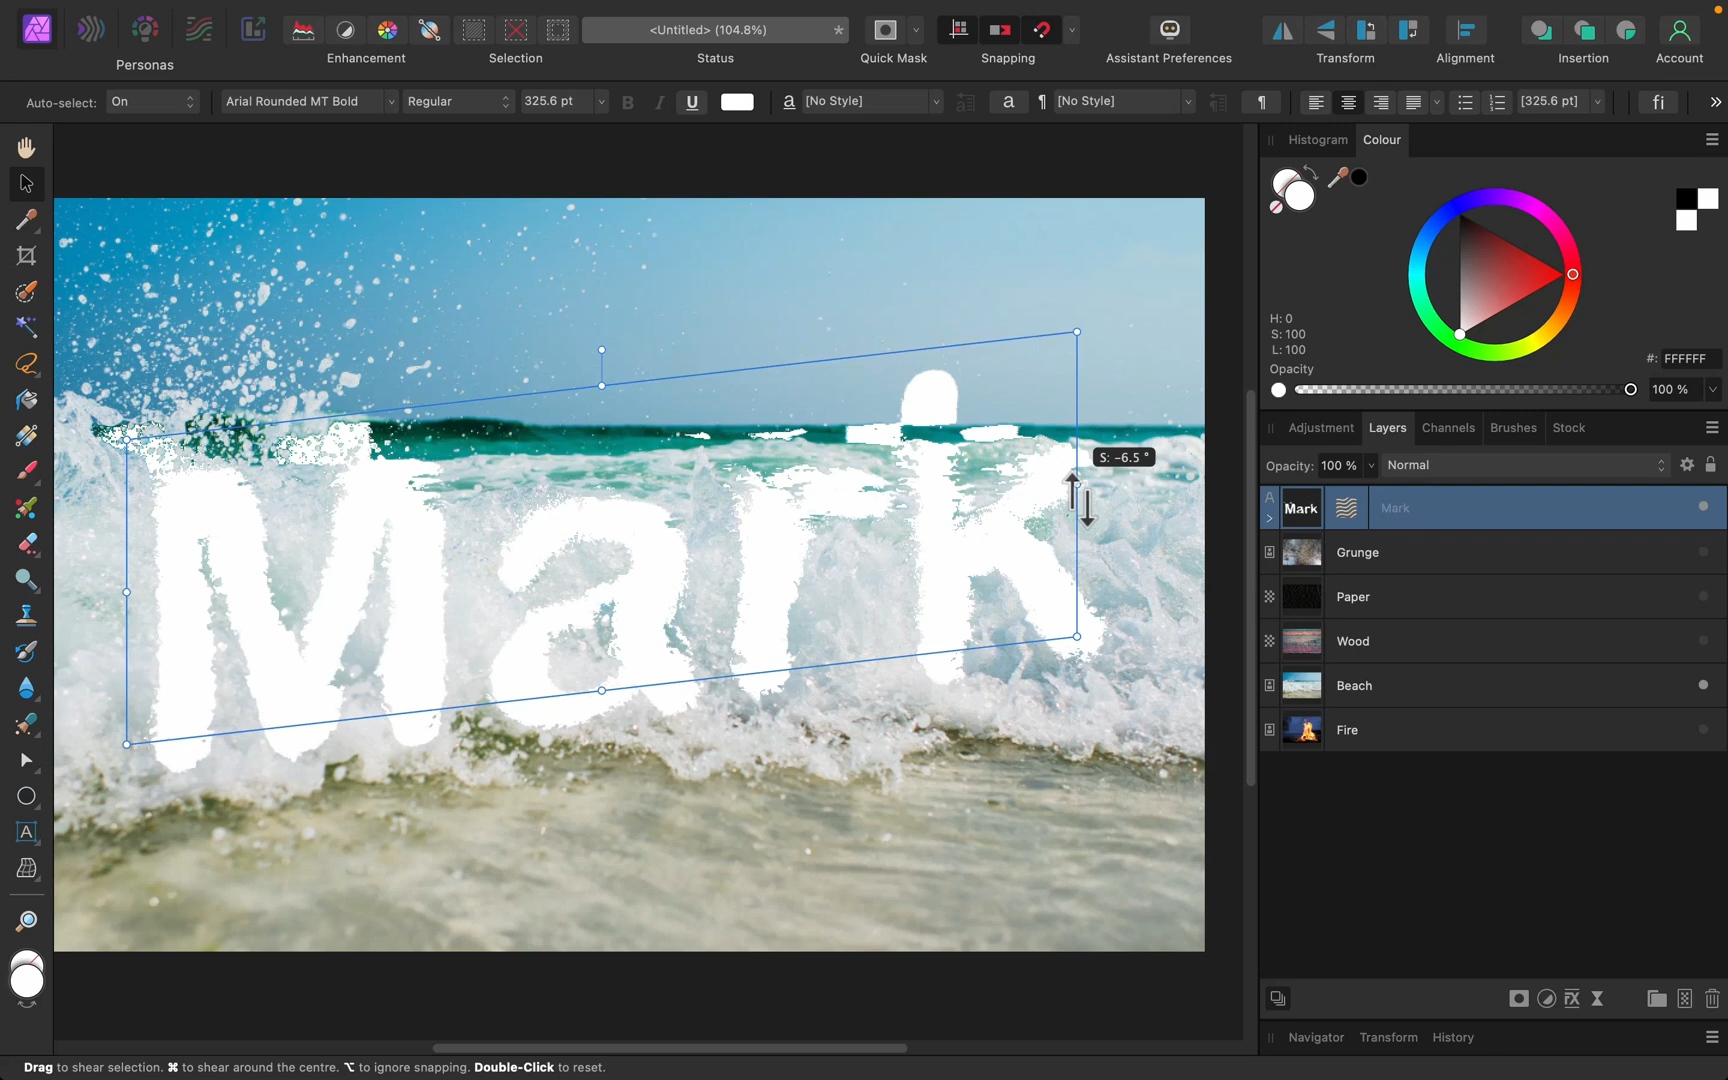 <Untitled> (104.8%)
*
Personas
Enhancement
Selection
Status
Quick Mask
Snapping
Assistant Preferences
Transform
Alignment
Insertion
Account
Auto-select: On
Arial Rounded MT Bold
Regular
325.6 pt
B I U
a [No Style]
a
¶ [No Style]
¶
[325.6 pt]
fi
Histogram
Colour
H: 0
S: 100
L: 100
#: FFFFFF
Opacity
100 %
Adjustment
Layers
Channels
Brushes
Stock
Opacity: 100 %
Normal
A
Mark
Mark
Grunge
Paper
Wood
Beach
Fire
Mark
S: −6.5 °
A
Navigator
Transform
History
Drag to shear selection. ⌘ to shear around the centre. ⌥ to ignore snapping. Double-Click to reset.